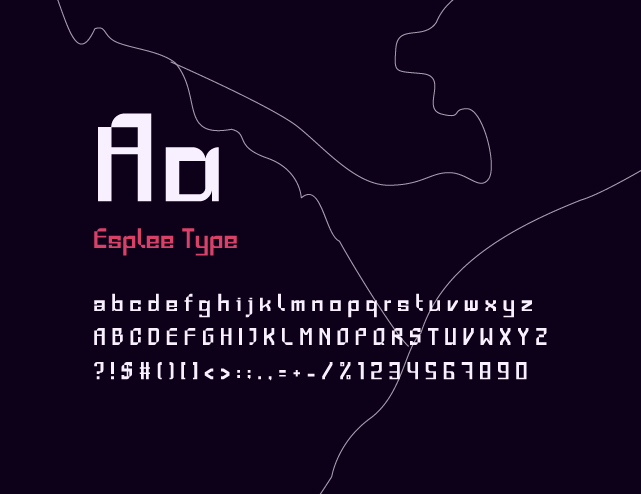 Aa
Esplee Type
abcdefghijklmnopqrstuvwxyz
ABCDEFGHIJKLMNOPQRSTUVWXYZ
?!$#()[]<>:;.,=+-/%1234567890